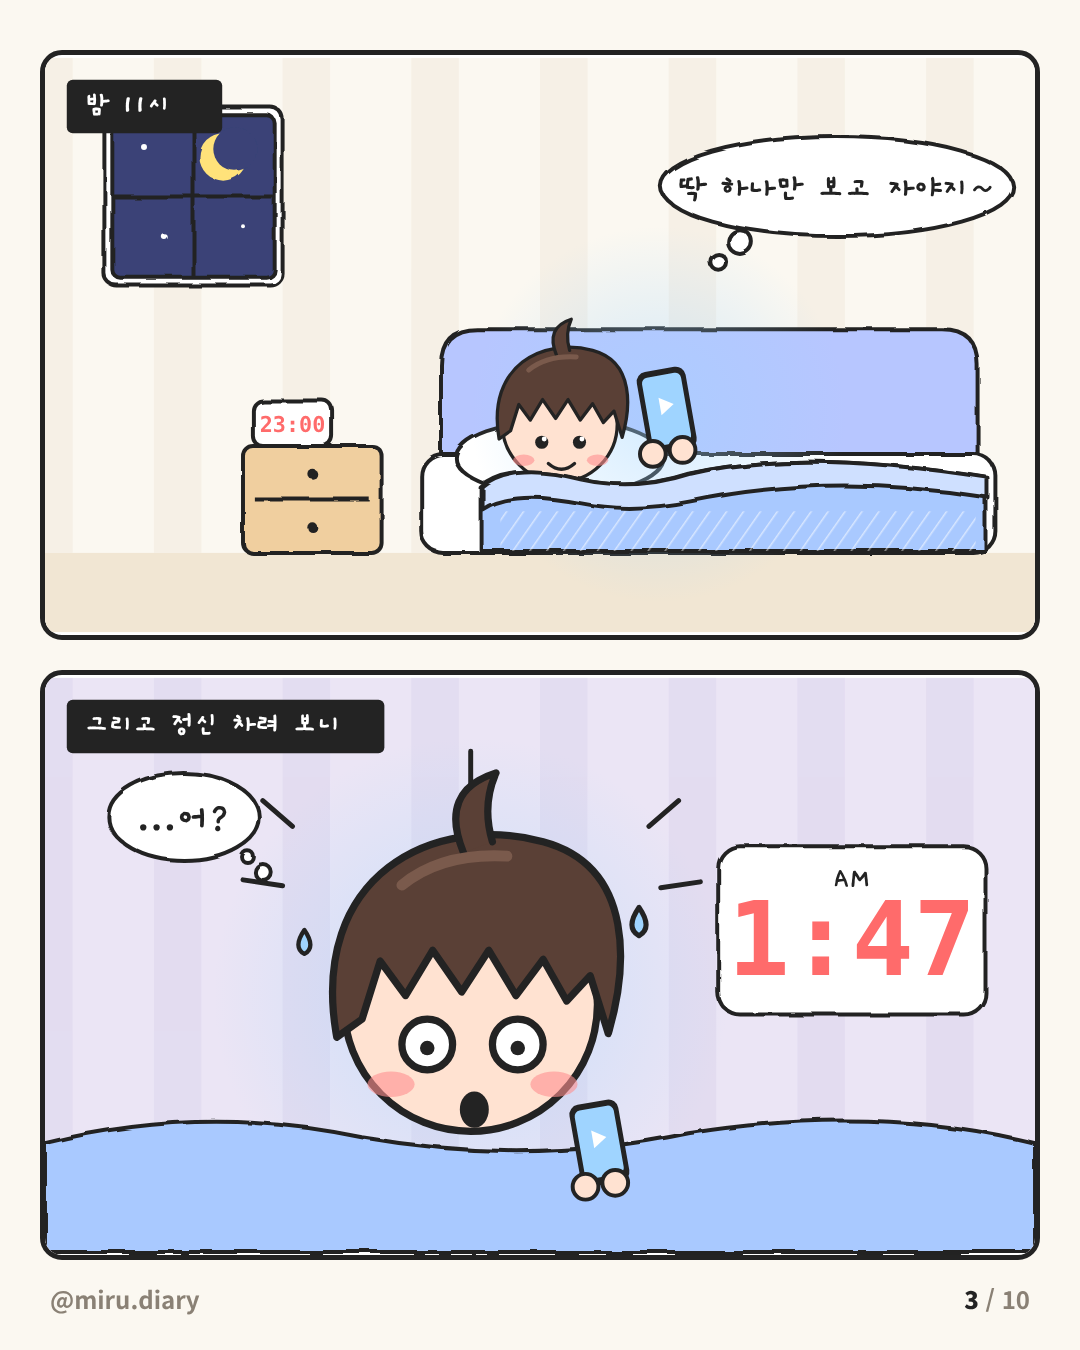 밤 11시
딱 하나만 보고 자야지~
23:00
그리고 정신 차려 보니
...어?
AM
1:47
@miru.diary
3 / 10